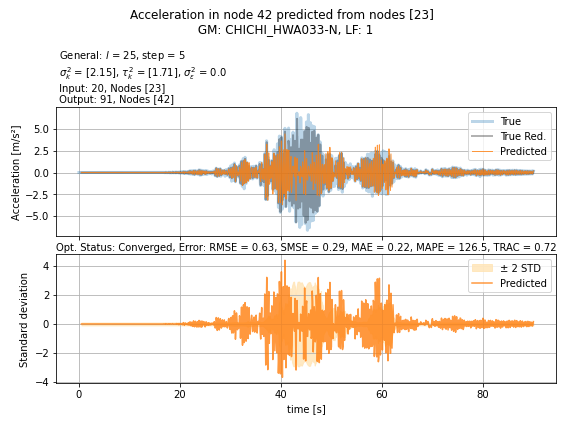 Acceleration in node 42 predicted from nodes [23]
GM: CHICHI_HWA033-N, LF: 1
General: l = 25, step = 5
σ²ₖ = [2.15], τ²ₖ = [1.71], σ²ε = 0.0
Input: 20, Nodes [23]
Output: 91, Nodes [42]
Acceleration [m/s²]
5.0
2.5
0.0
−2.5
−5.0
True
True Red.
Predicted
Opt. Status: Converged, Error: RMSE = 0.63, SMSE = 0.29, MAE = 0.22, MAPE = 126.5, TRAC = 0.72
Standard deviation
4
2
0
−2
−4
± 2 STD
Predicted
0 20 40 60 80
time [s]